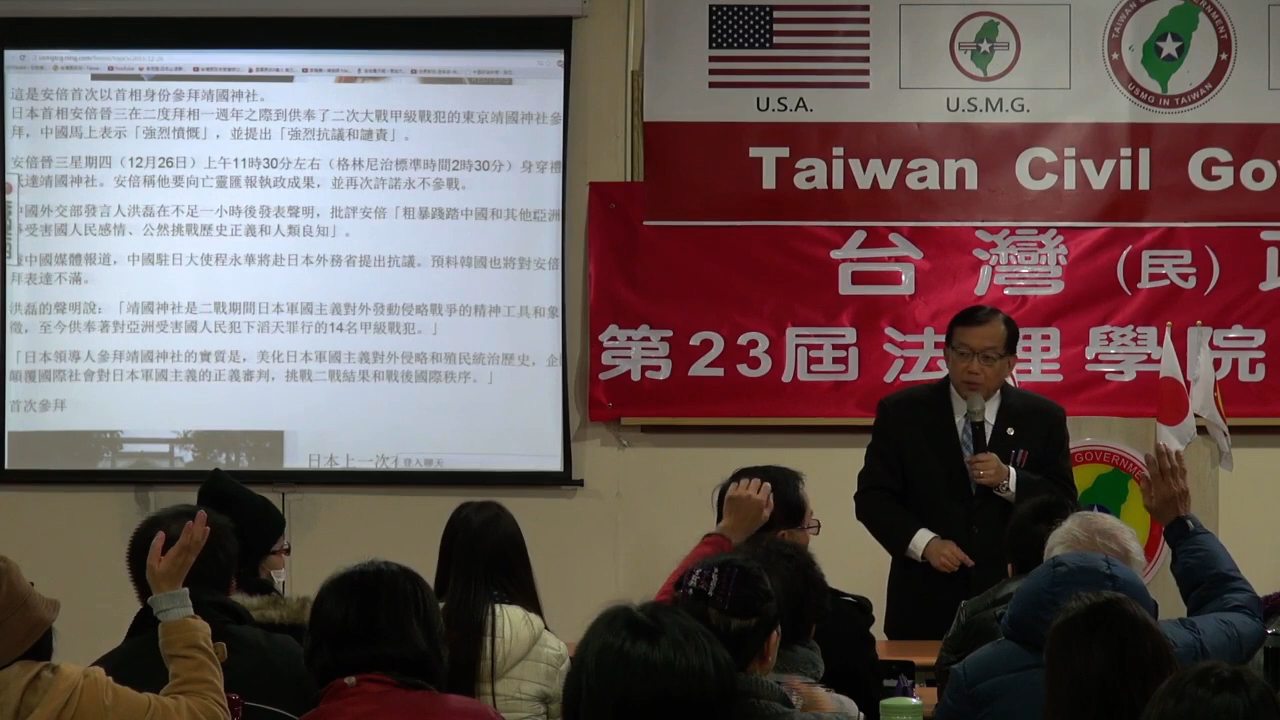 這是安倍首次以首相身份參拜靖國神社。
日本首相安倍晉三在二度拜相一週年之際到供奉了二次大戰甲級戰犯的東京靖國神社參
拜，中國馬上表示「強烈憤慨」，並提出「強烈抗議和譴責」。
安倍晉三星期四（12月26日）上午11時30分左右（格林尼治標準時間2時30分）身穿禮
達靖國神社。安倍稱他要向亡靈匯報執政成果，並再次許諾永不參戰。
中國外交部發言人洪磊在不足一小時後發表聲明，批評安倍「粗暴踐踏中國和其他亞洲
受害國人民感情、公然挑戰歷史正義和人類良知」。
中國媒體報道，中國駐日大使程永華將赴日本外務省提出抗議。預料韓國也將對安倍
拜表達不滿。
洪磊的聲明說：「靖國神社是二戰期間日本軍國主義對外發動侵略戰爭的精神工具和象
徵，至今供奉著對亞洲受害國人民犯下滔天罪行的14名甲級戰犯。」
「日本領導人參拜靖國神社的實質是，美化日本軍國主義對外侵略和殖民統治歷史，企
顛覆國際社會對日本軍國主義的正義審判，挑戰二戰結果和戰後國際秩序。」
首次參拜
日本上一次
登入聊天
U.S.A.
U.S.M.G.
TAIWAN CIVIL GOVERNMENT
USMG IN TAIWAN
Taiwan Civil Go
台灣（民）政
第23屆法理學院
GOVERNMENT